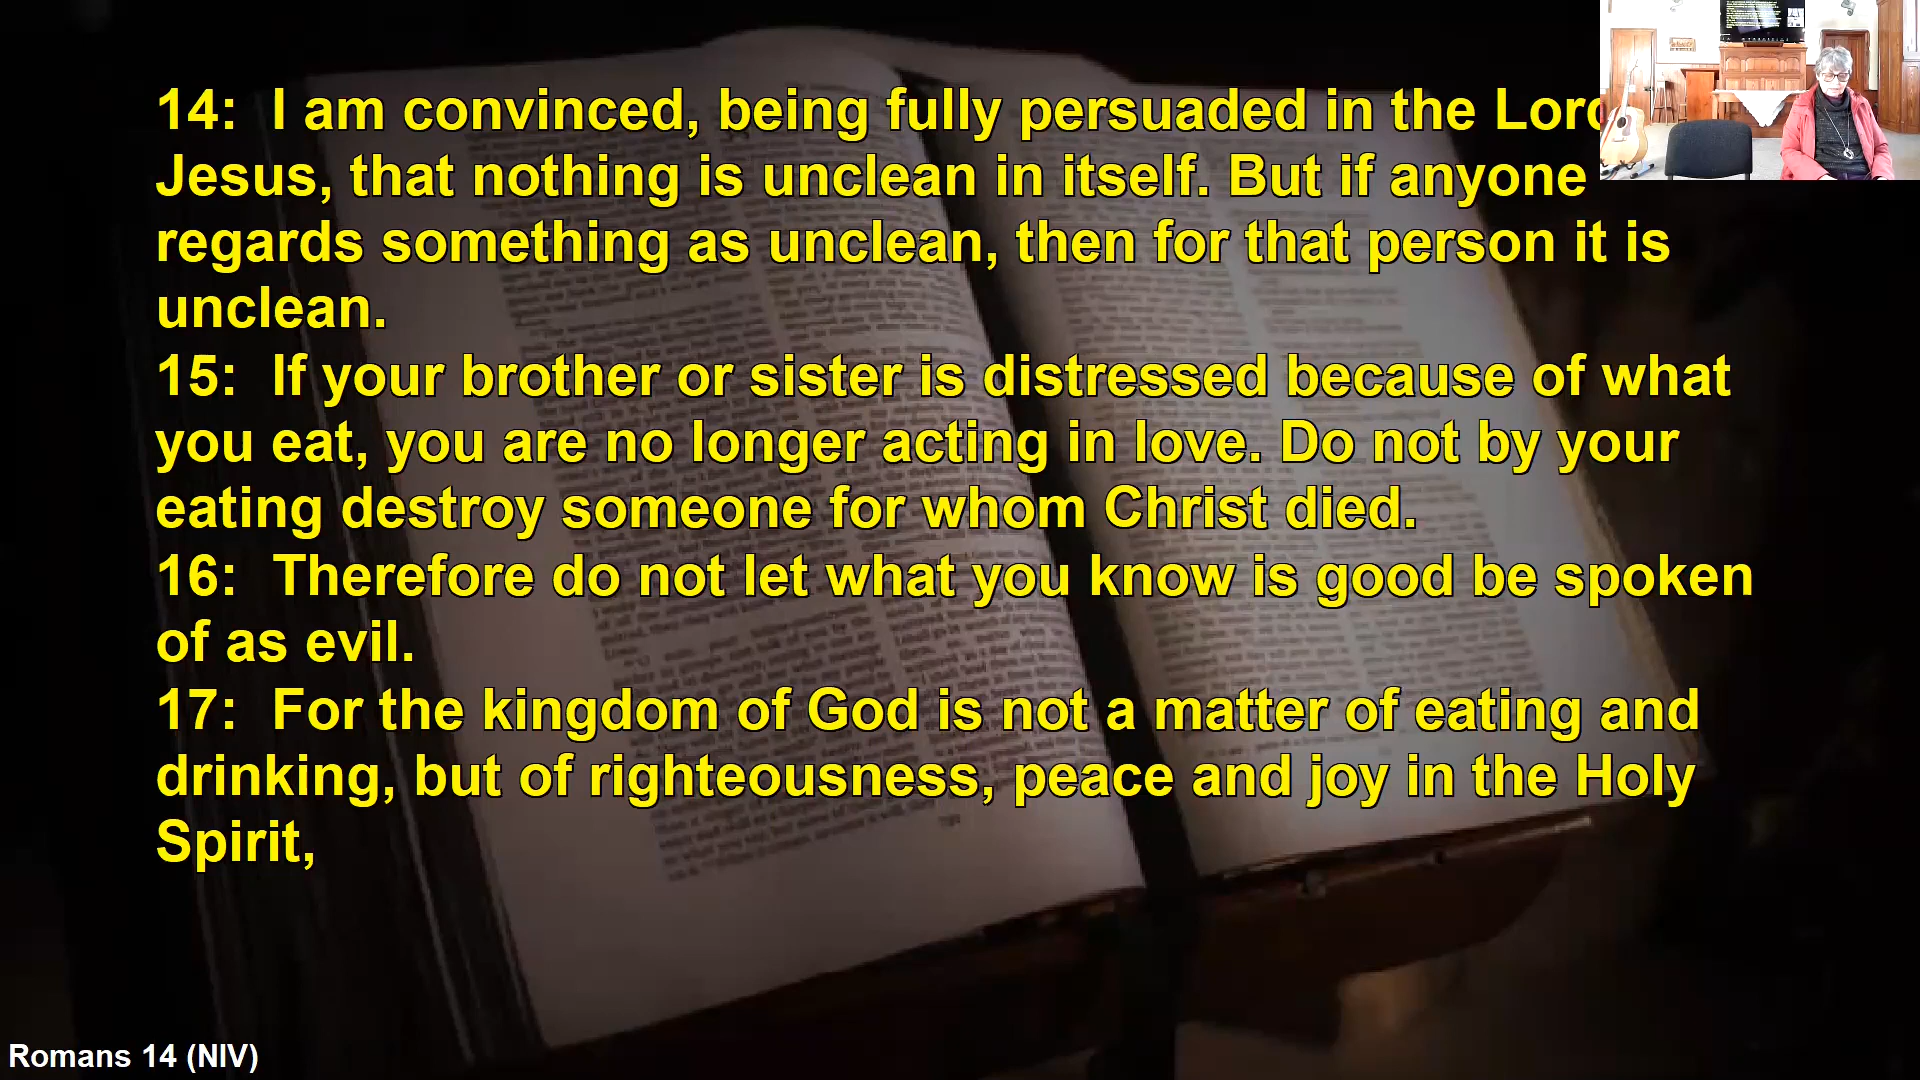 14: I am convinced, being fully persuaded in the Lord
Jesus, that nothing is unclean in itself. But if anyone
regards something as unclean, then for that person it is
unclean.
15: If your brother or sister is distressed because of what
you eat, you are no longer acting in love. Do not by your
eating destroy someone for whom Christ died.
16: Therefore do not let what you know is good be spoken
of as evil.
17: For the kingdom of God is not a matter of eating and
drinking, but of righteousness, peace and joy in the Holy
Spirit,
Romans 14 (NIV)